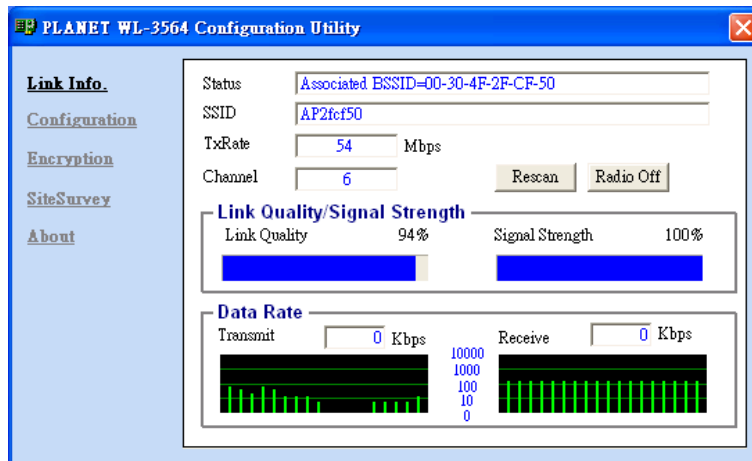 PLANET WL-3564 Configuration Utility
Link Info.
Configuration
Encryption
SiteSurvey
About
Status Associated BSSID=00-30-4F-2F-CF-50
SSID AP2fcf50
TxRate 54 Mbps
Channel 6 Rescan Radio Off
Link Quality/Signal Strength
Link Quality 94% Signal Strength 100%
Data Rate
Transmit 0 Kbps Receive 0 Kbps
10000
1000
100
10
0